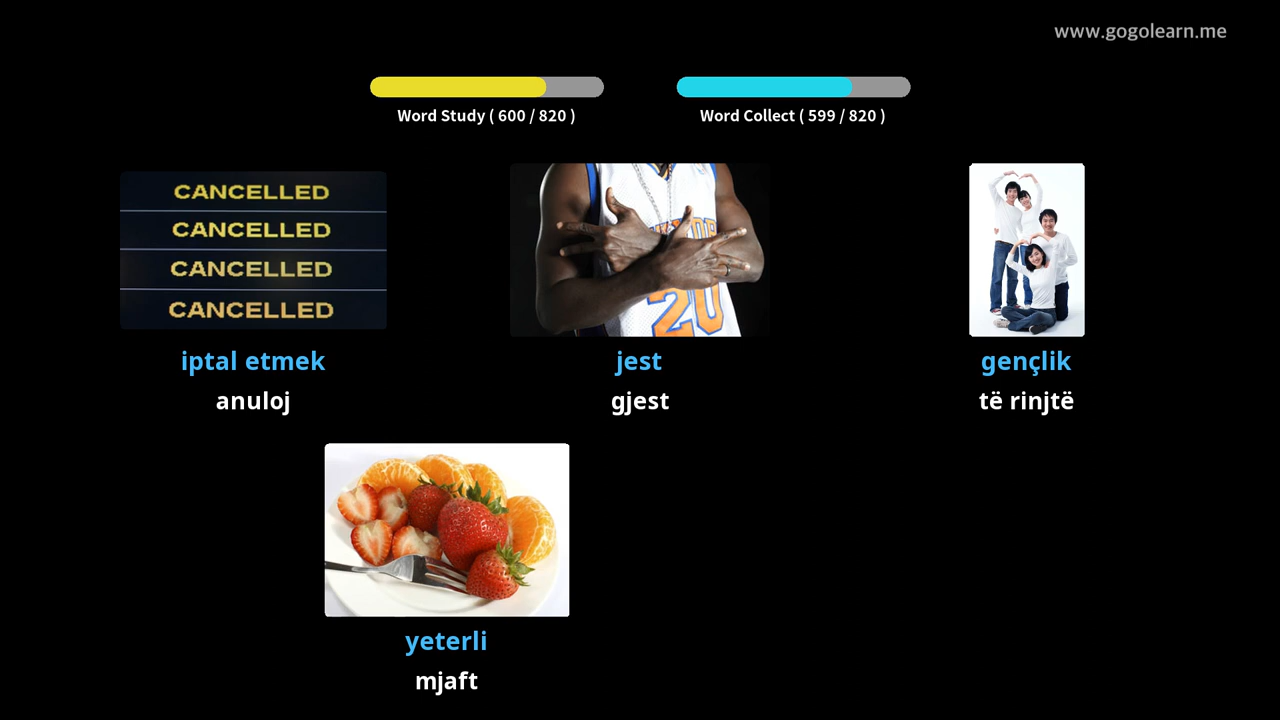 www.gogolearn.me
Word Study ( 600 / 820 )
Word Collect ( 599 / 820 )
CANCELLED
CANCELLED
CANCELLED
CANCELLED
20
iptal etmek
jest
gençlik
anuloj
gjest
të rinjtë
yeterli
mjaft